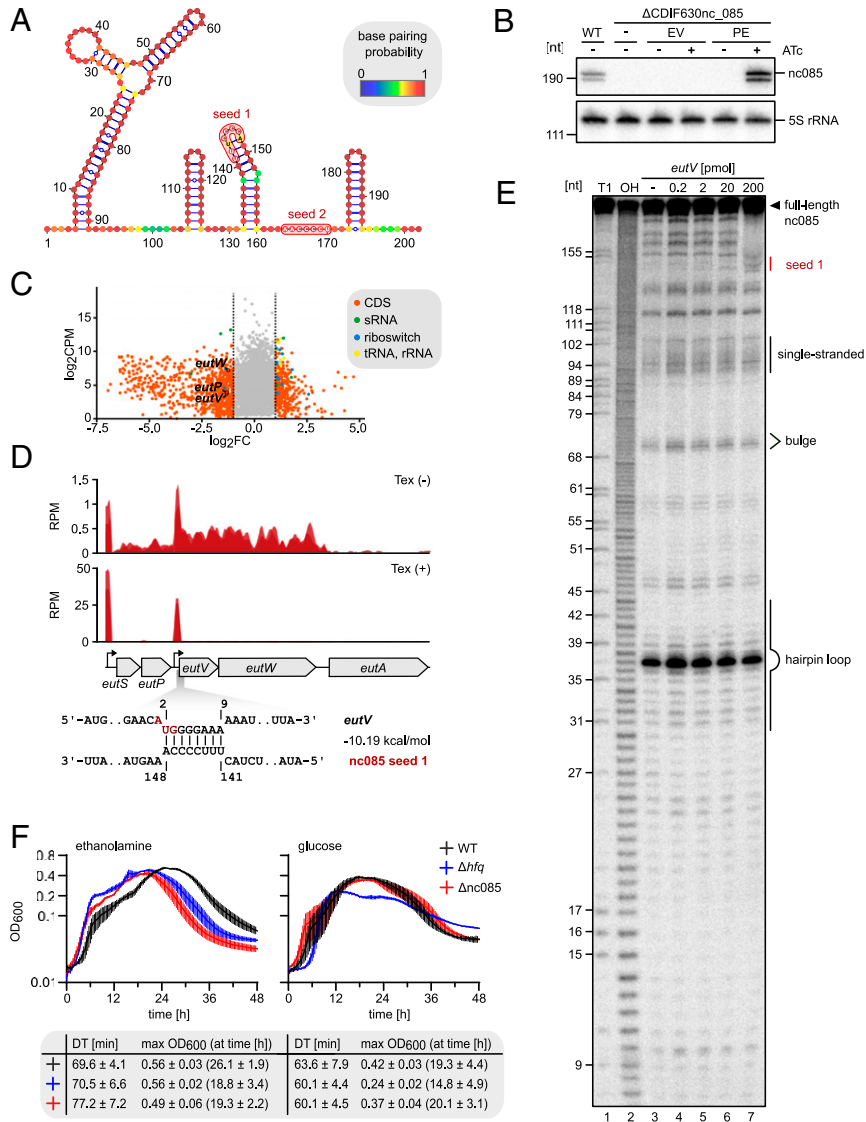 A
40
50
60
30
70
20
80
10
90
base pairing
probability
0
1
seed 1
150
140
110
120
180
190
seed 2
1
100
130
160
170
200
B
ΔCDIF630nc_085
WT
-
EV
PE
[nt]
-
-
-
+
-
+
ATc
190
nc085
5S rRNA
111
C
CDS
sRNA
riboswitch
tRNA, rRNA
log2CPM
20
15
10
5
0
eutW
eutP
eutV
-7.5
-5.0
-2.5
0.0
2.5
5.0
log2FC
D
Tex (-)
RPM
1.5
1
0.5
0
Tex (+)
RPM
50
25
0
eutS
eutP
eutV
eutW
eutA
2
9
5'-AUG..GAACA
UGGGGAAA
AAAU..UUA-3'
eutV
-10.19 kcal/mol
ACCCCUUU
3'-UUA..AUGAA
CAUCU..AUA-5'
nc085 seed 1
148
141
E
eutV [pmol]
[nt]
T1
OH
-
0.2
2
20
200
full-length
nc085
155
seed 1
118
111
102
94
89
84
79
single-stranded
bulge
68
61
55
51
45
42
39
35
31
hairpin loop
27
17
16
15
9
1
2
3
4
5
6
7
F
ethanolamine
glucose
WT
Δhfq
Δnc085
OD600
0.8
0.4
0.2
0.1
0.01
0
12
24
36
48
time [h]
0
12
24
36
48
time [h]
DT [min]
max OD600 (at time [h])
DT [min]
max OD600 (at time [h])
69.6 ± 4.1
0.56 ± 0.03 (26.1 ± 1.9)
63.6 ± 7.9
0.42 ± 0.03 (19.3 ± 4.4)
70.5 ± 6.6
0.56 ± 0.02 (18.8 ± 3.4)
60.1 ± 4.4
0.24 ± 0.02 (14.8 ± 4.9)
77.2 ± 7.2
0.49 ± 0.06 (19.3 ± 2.2)
60.1 ± 4.5
0.37 ± 0.04 (20.1 ± 3.1)